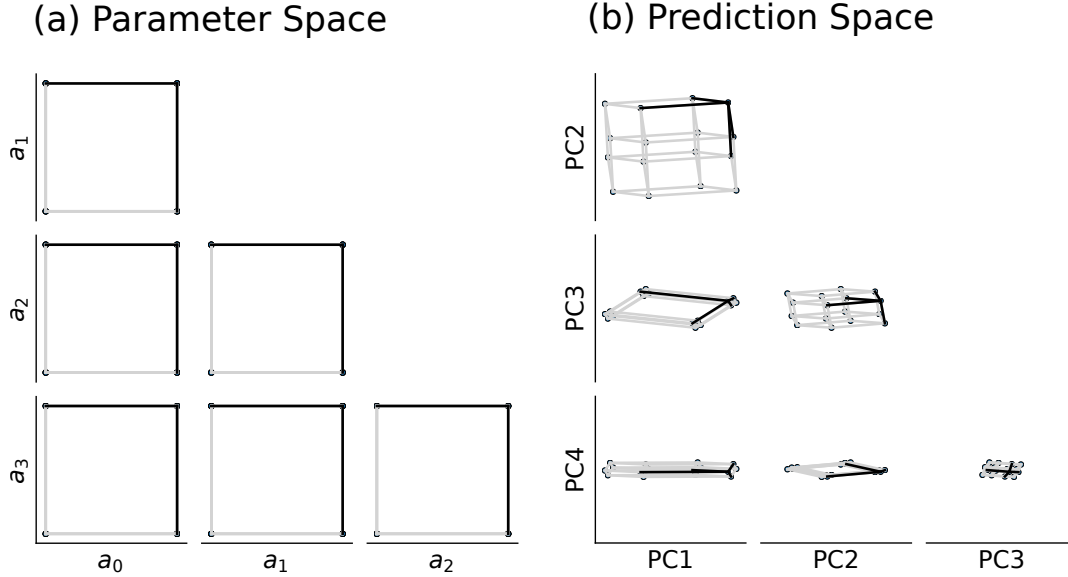 (a) Parameter Space
(b) Prediction Space
a₁
a₂
a₃
a₀
a₁
a₂
PC2
PC3
PC4
PC1
PC2
PC3